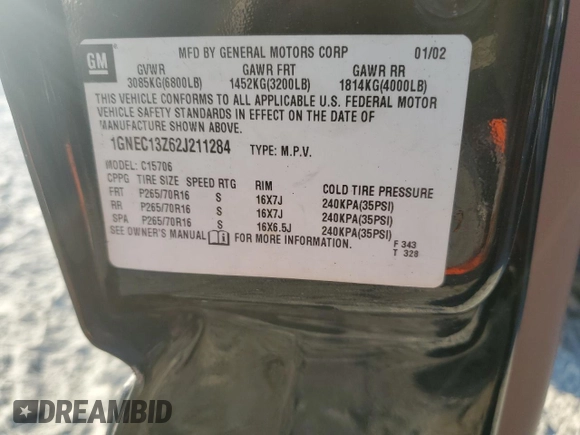 GM
MFD BY GENERAL MOTORS CORP 01/02
GVWR GAWR FRT GAWR RR
3085KG(6800LB) 1452KG(3200LB) 1814KG(4000LB)
THIS VEHICLE CONFORMS TO ALL APPLICABLE U.S. FEDERAL MOTOR
VEHICLE SAFETY STANDARDS IN EFFECT ON THE DATE OF
MANUFACTURE SHOWN ABOVE.
1GNEC13Z62J211284 TYPE: M.P.V.
MODEL: C15706
CPPG TIRE SIZE SPEED RTG RIM COLD TIRE PRESSURE
FRT P265/70R16 S 16X7J 240KPA(35PSI)
RR P265/70R16 S 16X7J 240KPA(35PSI)
SPA P265/70R16 S 16X6.5J 240KPA(35PSI)
SEE OWNER'S MANUAL FOR MORE INFORMATION. F 343
T 328
DREAMBID